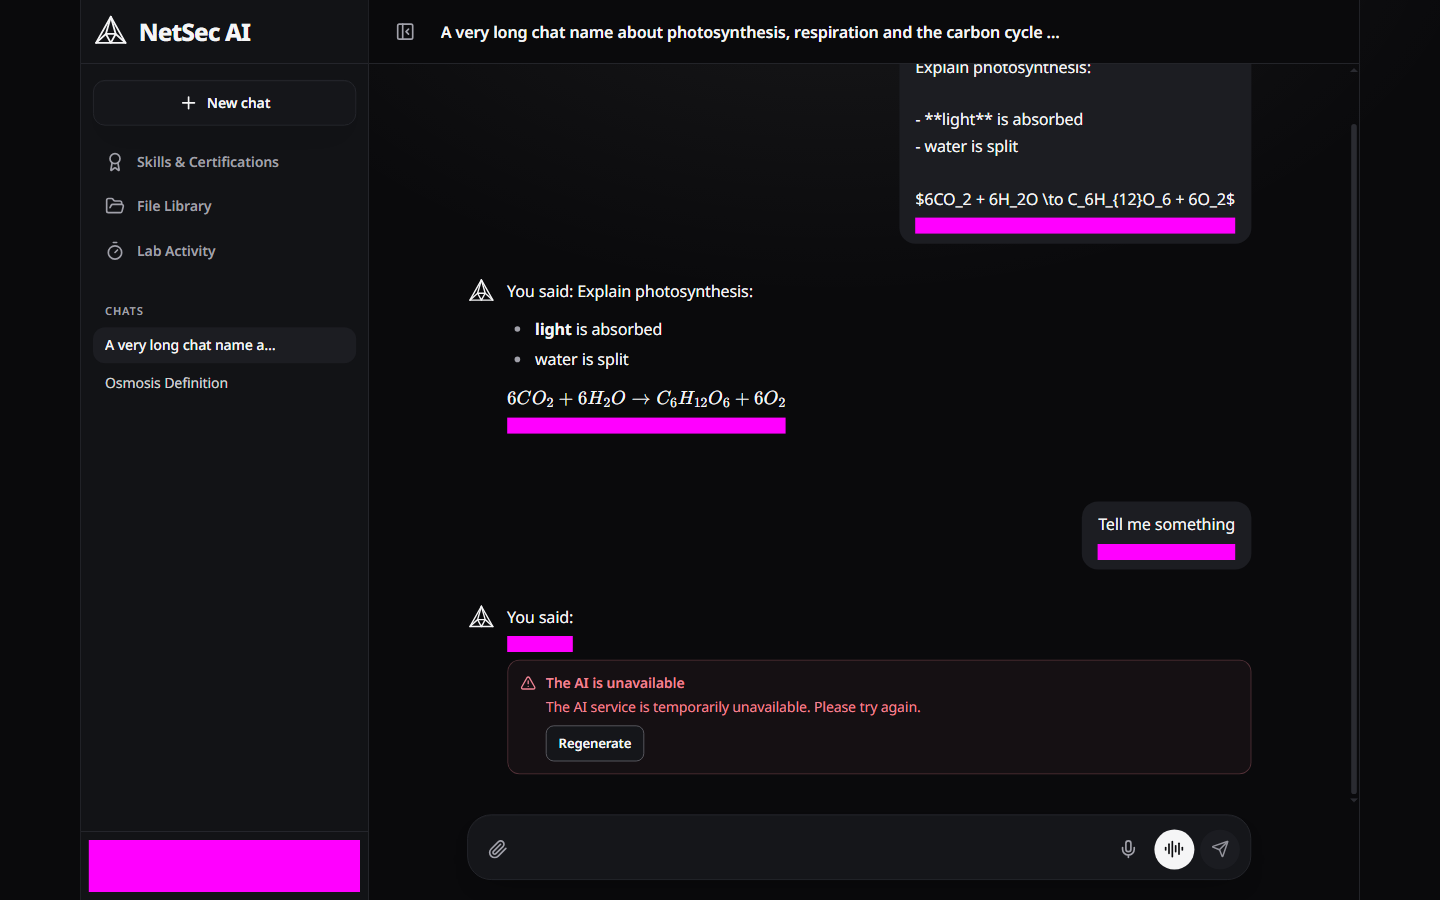 NetSec AI
A very long chat name about photosynthesis, respiration and the carbon cycle ...
New chat
Skills & Certifications
File Library
Lab Activity
CHATS
A very long chat name a...
Osmosis Definition
Explain photosynthesis:
- **light** is absorbed
- water is split
$6CO_2 + 6H_2O \to C_6H_{12}O_6 + 6O_2$
You said: Explain photosynthesis:
• light is absorbed
• water is split
6CO₂ + 6H₂O → C₆H₁₂O₆ + 6O₂
Tell me something
You said:
The AI is unavailable
The AI service is temporarily unavailable. Please try again.
Regenerate